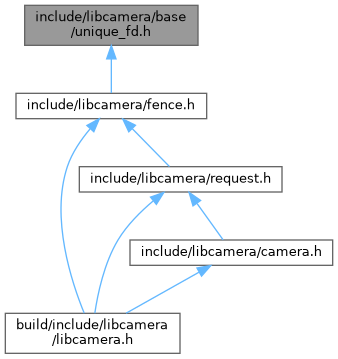 include/libcamera/base
/unique_fd.h
include/libcamera/fence.h
include/libcamera/request.h
include/libcamera/camera.h
build/include/libcamera
/libcamera.h